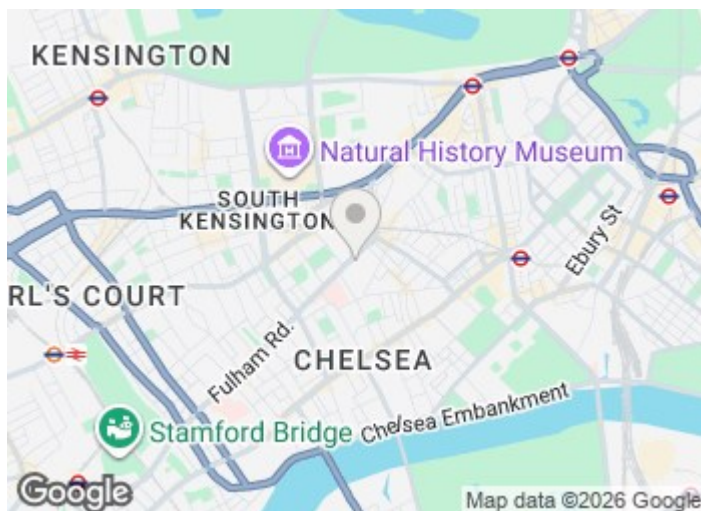 KENSINGTON
Natural History Museum
SOUTH
KENSINGTON
Ebury St
RL'S COURT
Fulham Rd.
CHELSEA
Chelsea Embankment
Stamford Bridge
Google
Map data ©2026 Google